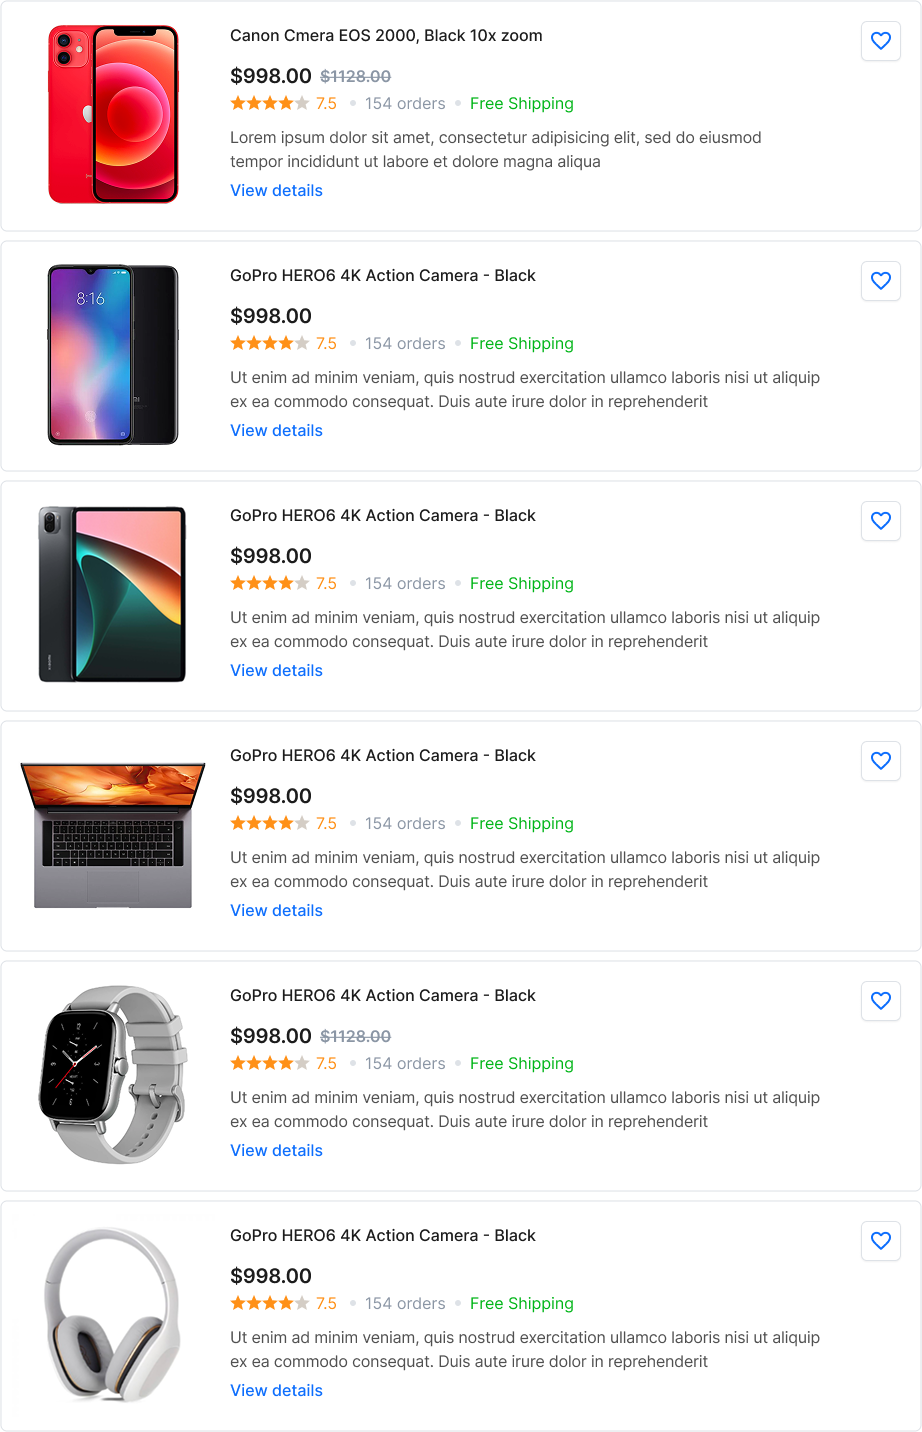 Canon Cmera EOS 2000, Black 10x zoom
$998.00 $1128.00
7.5 • 154 orders • Free Shipping
Lorem ipsum dolor sit amet, consectetur adipisicing elit, sed do eiusmod
tempor incididunt ut labore et dolore magna aliqua
View details
8:16
MI
GoPro HERO6 4K Action Camera - Black
$998.00
7.5 • 154 orders • Free Shipping
Ut enim ad minim veniam, quis nostrud exercitation ullamco laboris nisi ut aliquip
ex ea commodo consequat. Duis aute irure dolor in reprehenderit
View details
GoPro HERO6 4K Action Camera - Black
$998.00
7.5 • 154 orders • Free Shipping
Ut enim ad minim veniam, quis nostrud exercitation ullamco laboris nisi ut aliquip
ex ea commodo consequat. Duis aute irure dolor in reprehenderit
View details
GoPro HERO6 4K Action Camera - Black
$998.00
7.5 • 154 orders • Free Shipping
Ut enim ad minim veniam, quis nostrud exercitation ullamco laboris nisi ut aliquip
ex ea commodo consequat. Duis aute irure dolor in reprehenderit
View details
GoPro HERO6 4K Action Camera - Black
$998.00 $1128.00
7.5 • 154 orders • Free Shipping
Ut enim ad minim veniam, quis nostrud exercitation ullamco laboris nisi ut aliquip
ex ea commodo consequat. Duis aute irure dolor in reprehenderit
View details
GoPro HERO6 4K Action Camera - Black
$998.00
7.5 • 154 orders • Free Shipping
Ut enim ad minim veniam, quis nostrud exercitation ullamco laboris nisi ut aliquip
ex ea commodo consequat. Duis aute irure dolor in reprehenderit
View details